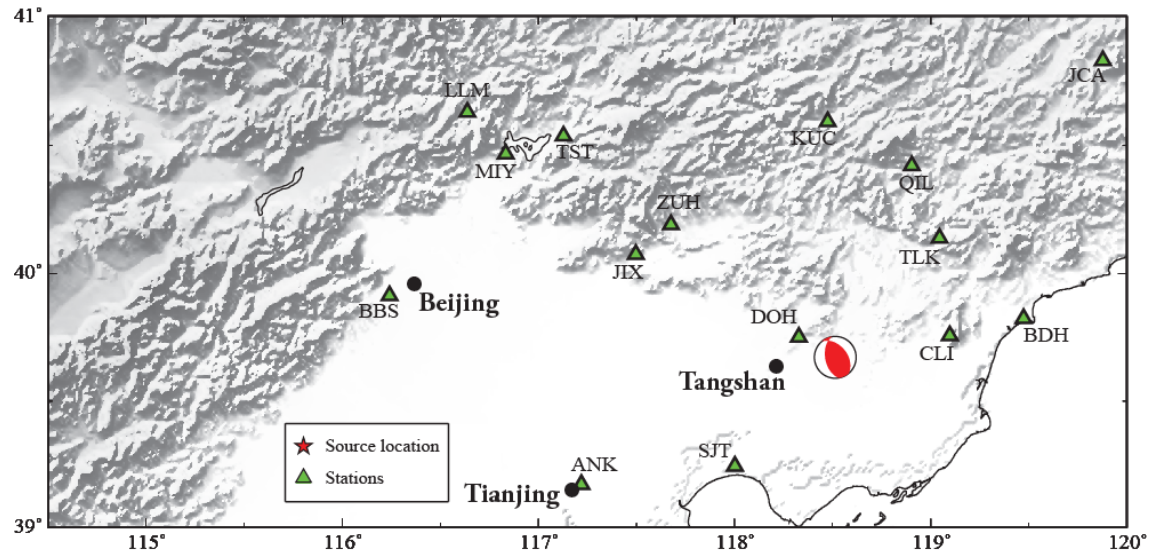 41°
JCA
LLM
KUC
TST
MIY
QIL
ZUH
TLK
JIX
40°
Beijing
BBS
DOH
BDH
CLI
Tangshan
Source location
SJT
ANK
Stations
Tianjing
39°
115° 116° 117° 118° 119° 120°